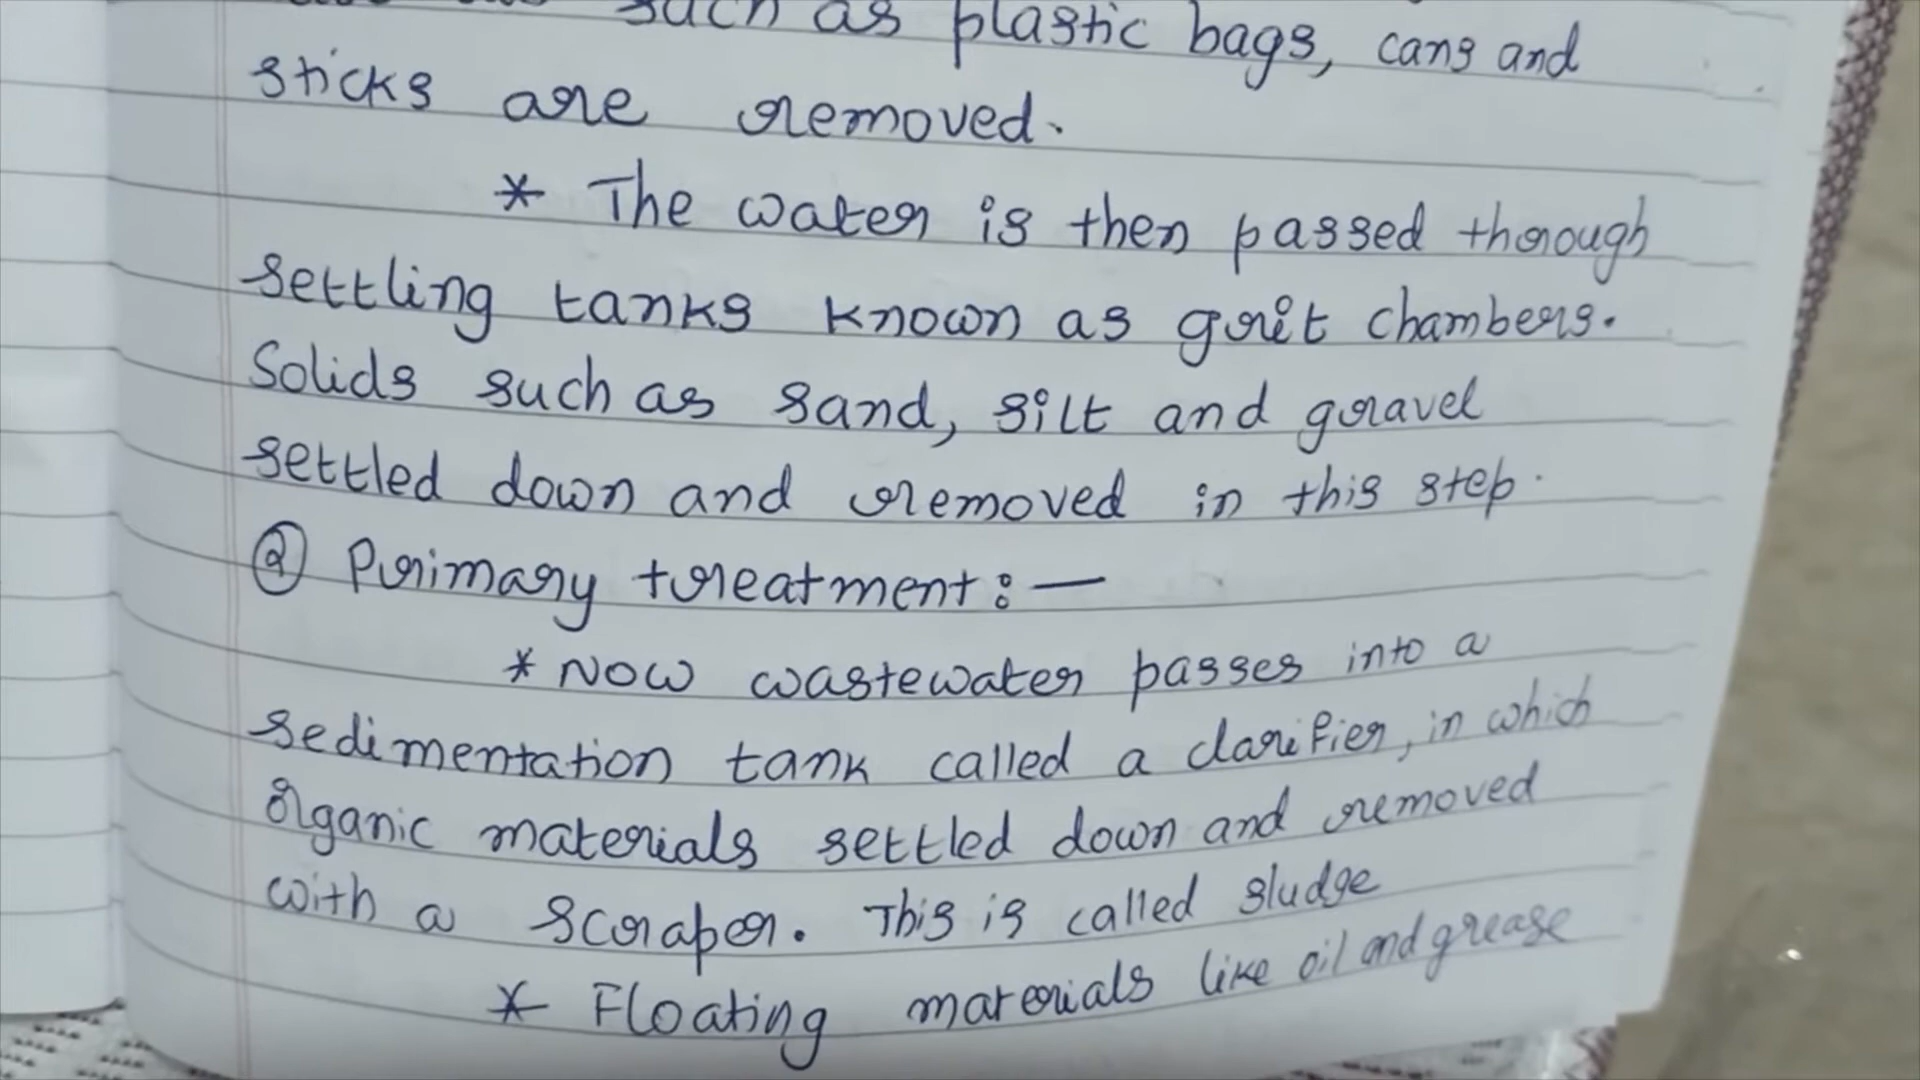 such as plastic bags, cans and
sticks are removed.
* The water is then passed through
settling tanks known as grit chambers.
Solids such as sand, silt and gravel
settled down and removed in this step.
② Primary treatment:—
* Now wastewater passes into a
sedimentation tank called a clarifier, in which
organic materials settled down and removed
with a scraper. This is called sludge
* Floating materials like oil and grease